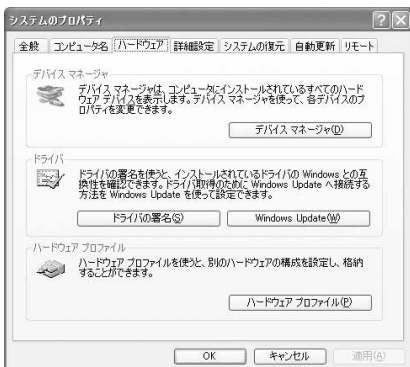 システムのプロパティ
全般 コンピュータ名 ハードウェア 詳細設定 システムの復元 自動更新 リモート
デバイス マネージャ
デバイス マネージャは、コンピュータにインストールされているすべてのハード
ウェア デバイスを表示します。デバイス マネージャを使って、各デバイスのプ
ロパティを変更できます。
デバイス マネージャ(D)
ドライバ
ドライバの署名を使うと、インストールされているドライバの Windows との互
換性を確認できます。ドライバ取得のために Windows Update へ接続する
方法を Windows Update を使って設定できます。
ドライバの署名(S) Windows Update(W)
ハードウェア プロファイル
ハードウェア プロファイルを使うと、別のハードウェアの構成を設定し、格納
することができます。
ハードウェア プロファイル(P)
OK キャンセル 適用(A)